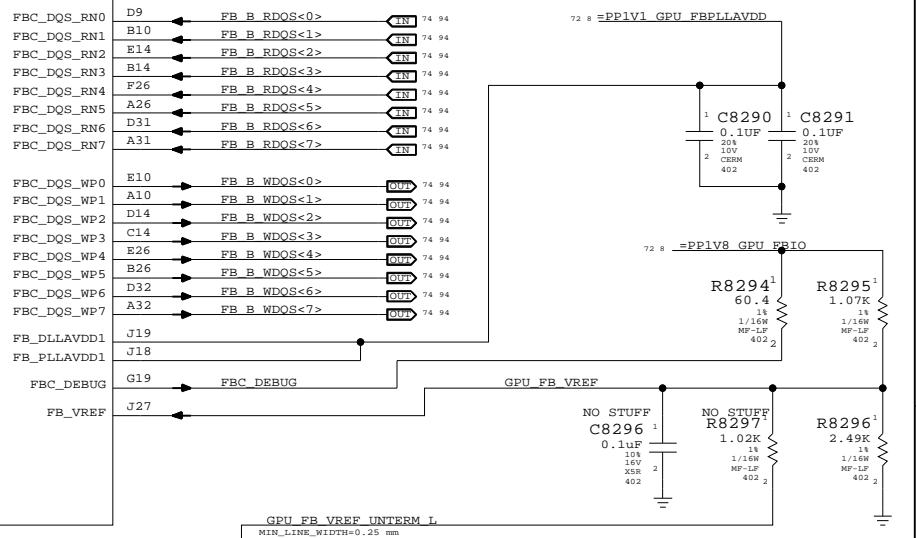 FBC_DQS_RN0 D9 FB_B_RDQS<0> IN 74 94
FBC_DQS_RN1 B10 FB_B_RDQS<1> IN 74 94
FBC_DQS_RN2 E14 FB_B_RDQS<2> IN 74 94
FBC_DQS_RN3 B14 FB_B_RDQS<3> IN 74 94
FBC_DQS_RN4 F26 FB_B_RDQS<4> IN 74 94
FBC_DQS_RN5 A26 FB_B_RDQS<5> IN 74 94
FBC_DQS_RN6 D31 FB_B_RDQS<6> IN 74 94
FBC_DQS_RN7 A31 FB_B_RDQS<7> IN 74 94
FBC_DQS_WP0 E10 FB_B_WDQS<0> OUT 74 94
FBC_DQS_WP1 A10 FB_B_WDQS<1> OUT 74 94
FBC_DQS_WP2 D14 FB_B_WDQS<2> OUT 74 94
FBC_DQS_WP3 C14 FB_B_WDQS<3> OUT 74 94
FBC_DQS_WP4 E26 FB_B_WDQS<4> OUT 74 94
FBC_DQS_WP5 B26 FB_B_WDQS<5> OUT 74 94
FBC_DQS_WP6 D32 FB_B_WDQS<6> OUT 74 94
FBC_DQS_WP7 A32 FB_B_WDQS<7> OUT 74 94
FB_DLLAVDD1 J19
FB_PLLAVDD1 J18
FBC_DEBUG G19 FBC_DEBUG
FB_VREF J27
72 8 =PP1V1_GPU_FBPLLAVDD
1 C8290
0.1UF
20%
10V
2 CERM
402
1 C8291
0.1UF
20%
10V
2 CERM
402
72 8 =PP1V8_GPU_FBIO
R8294 1
60.4
1%
1/16W
MF-LF
402 2
R8295 1
1.07K
1%
1/16W
MF-LF
402 2
GPU_FB_VREF
NO STUFF
C8296 1
0.1uF
10%
16V
X5R 2
402
NO STUFF
R8297 1
1.02K
1%
1/16W
MF-LF
402 2
R8296 1
2.49K
1%
1/16W
MF-LF
402 2
GPU_FB_VREF_UNTERM_L
MIN_LINE_WIDTH=0.25 mm